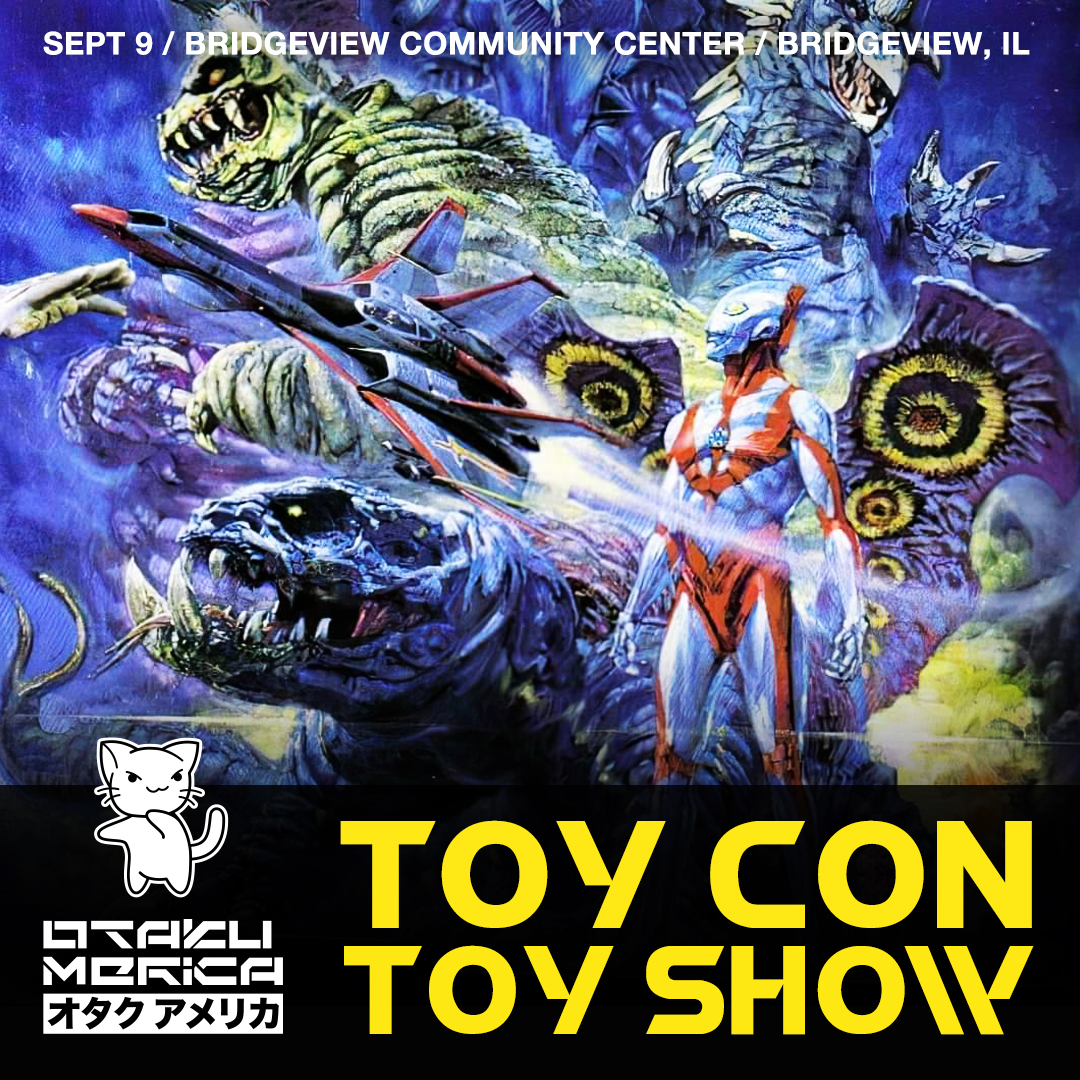 SEPT 9 / BRIDGEVIEW COMMUNITY CENTER / BRIDGEVIEW, IL
TOY CON
TOY SHOW
OTAKU
MERICA
オタク アメリカ